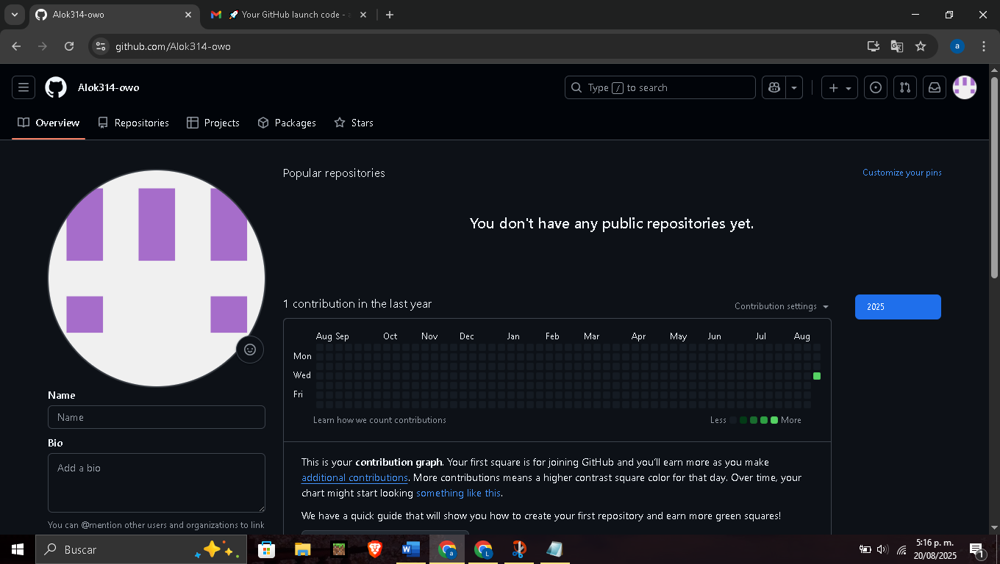 Alok314-owo
🚀 Your GitHub launch code -
github.com/Alok314-owo
a
Alok314-owo
Type / to search
Overview
Repositories
Projects
Packages
Stars
Popular repositories
Customize your pins
You don't have any public repositories yet.
1 contribution in the last year
Contribution settings
2025
Aug Sep Oct Nov Dec Jan Feb Mar Apr May Jun Jul Aug
Mon
Wed
Fri
Learn how we count contributions
Less More
Name
Name
Bio
Add a bio
You can @mention other users and organizations to link
This is your contribution graph. Your first square is for joining GitHub and you’ll earn more as you make
additional contributions. More contributions means a higher contrast square color for that day. Over time, your
chart might start looking something like this.
We have a quick guide that will show you how to create your first repository and earn more green squares!
Buscar
W
a
L
5:16 p. m.
20/08/2025
1